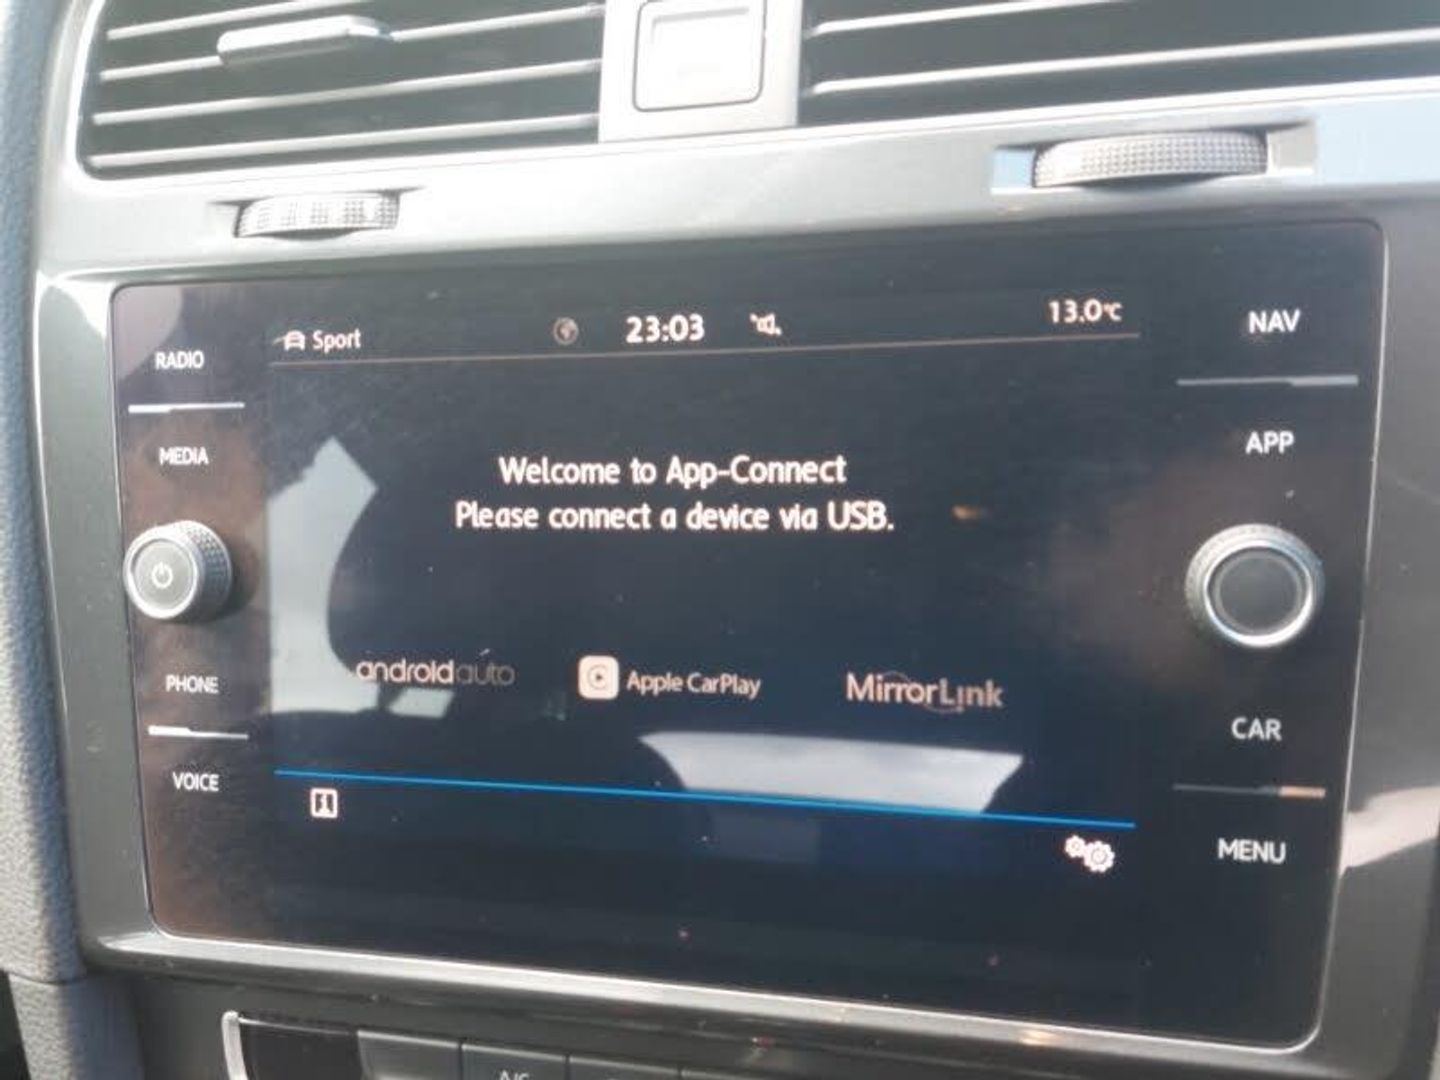 Sport 23:03 13.0°C
RADIO
MEDIA
PHONE
VOICE
Welcome to App-Connect
Please connect a device via USB.
androidauto Apple CarPlay MirrorLink
NAV
APP
CAR
MENU
A/C